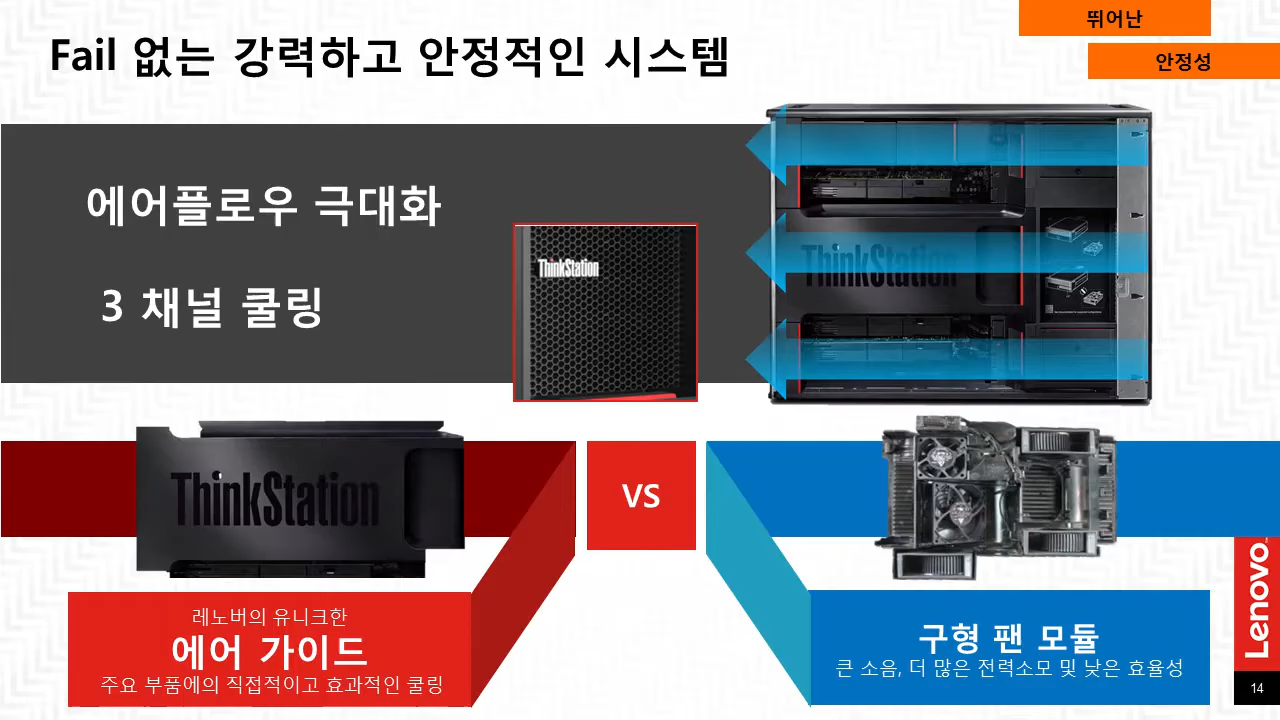 뛰어난
Fail 없는 강력하고 안정적인 시스템
안정성
에어플로우 극대화
3 채널 쿨링
ThinkStation
ThinkStation
ThinkStation
VS
레노버의 유니크한
에어 가이드
주요 부품에의 직접적이고 효과적인 쿨링
구형 팬 모듈
큰 소음, 더 많은 전력소모 및 낮은 효율성
Lenovo
14